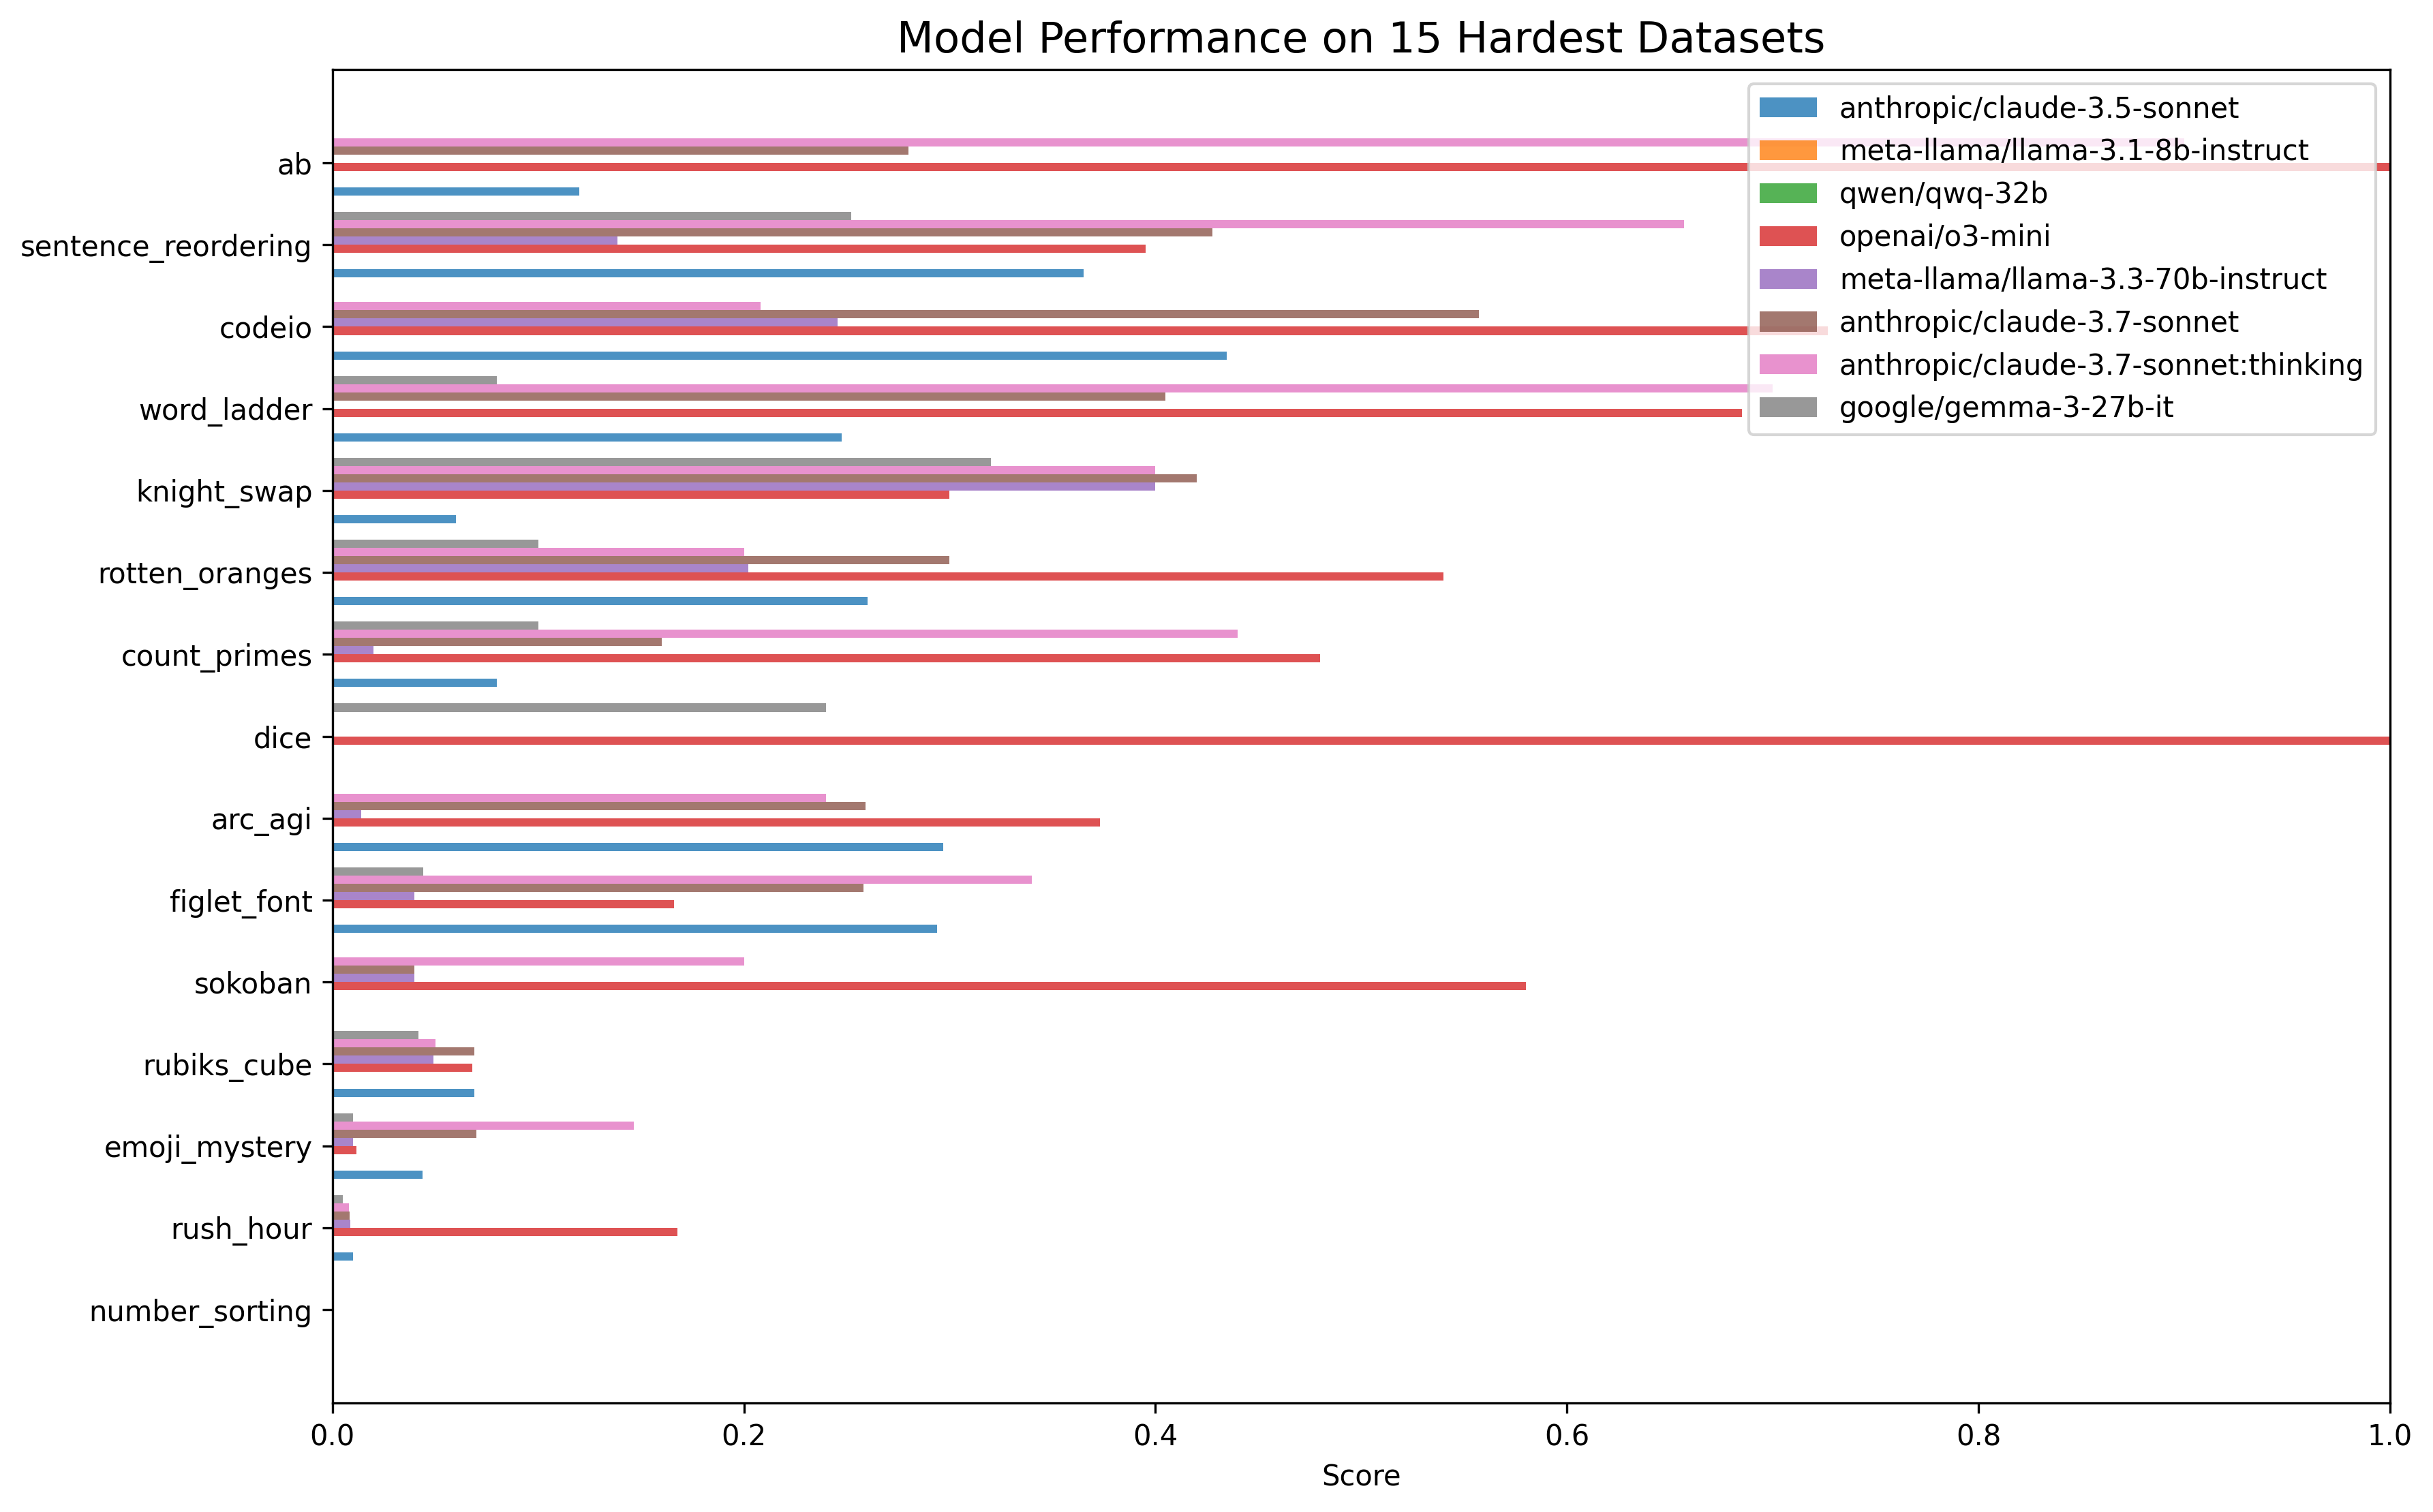 Model Performance on 15 Hardest Datasets
anthropic/claude-3.5-sonnet
meta-llama/llama-3.1-8b-instruct
qwen/qwq-32b
openai/o3-mini
meta-llama/llama-3.3-70b-instruct
anthropic/claude-3.7-sonnet
anthropic/claude-3.7-sonnet:thinking
google/gemma-3-27b-it
ab
sentence_reordering
codeio
word_ladder
knight_swap
rotten_oranges
count_primes
dice
arc_agi
figlet_font
sokoban
rubiks_cube
emoji_mystery
rush_hour
number_sorting
0.0 0.2 0.4 0.6 0.8 1.0
Score